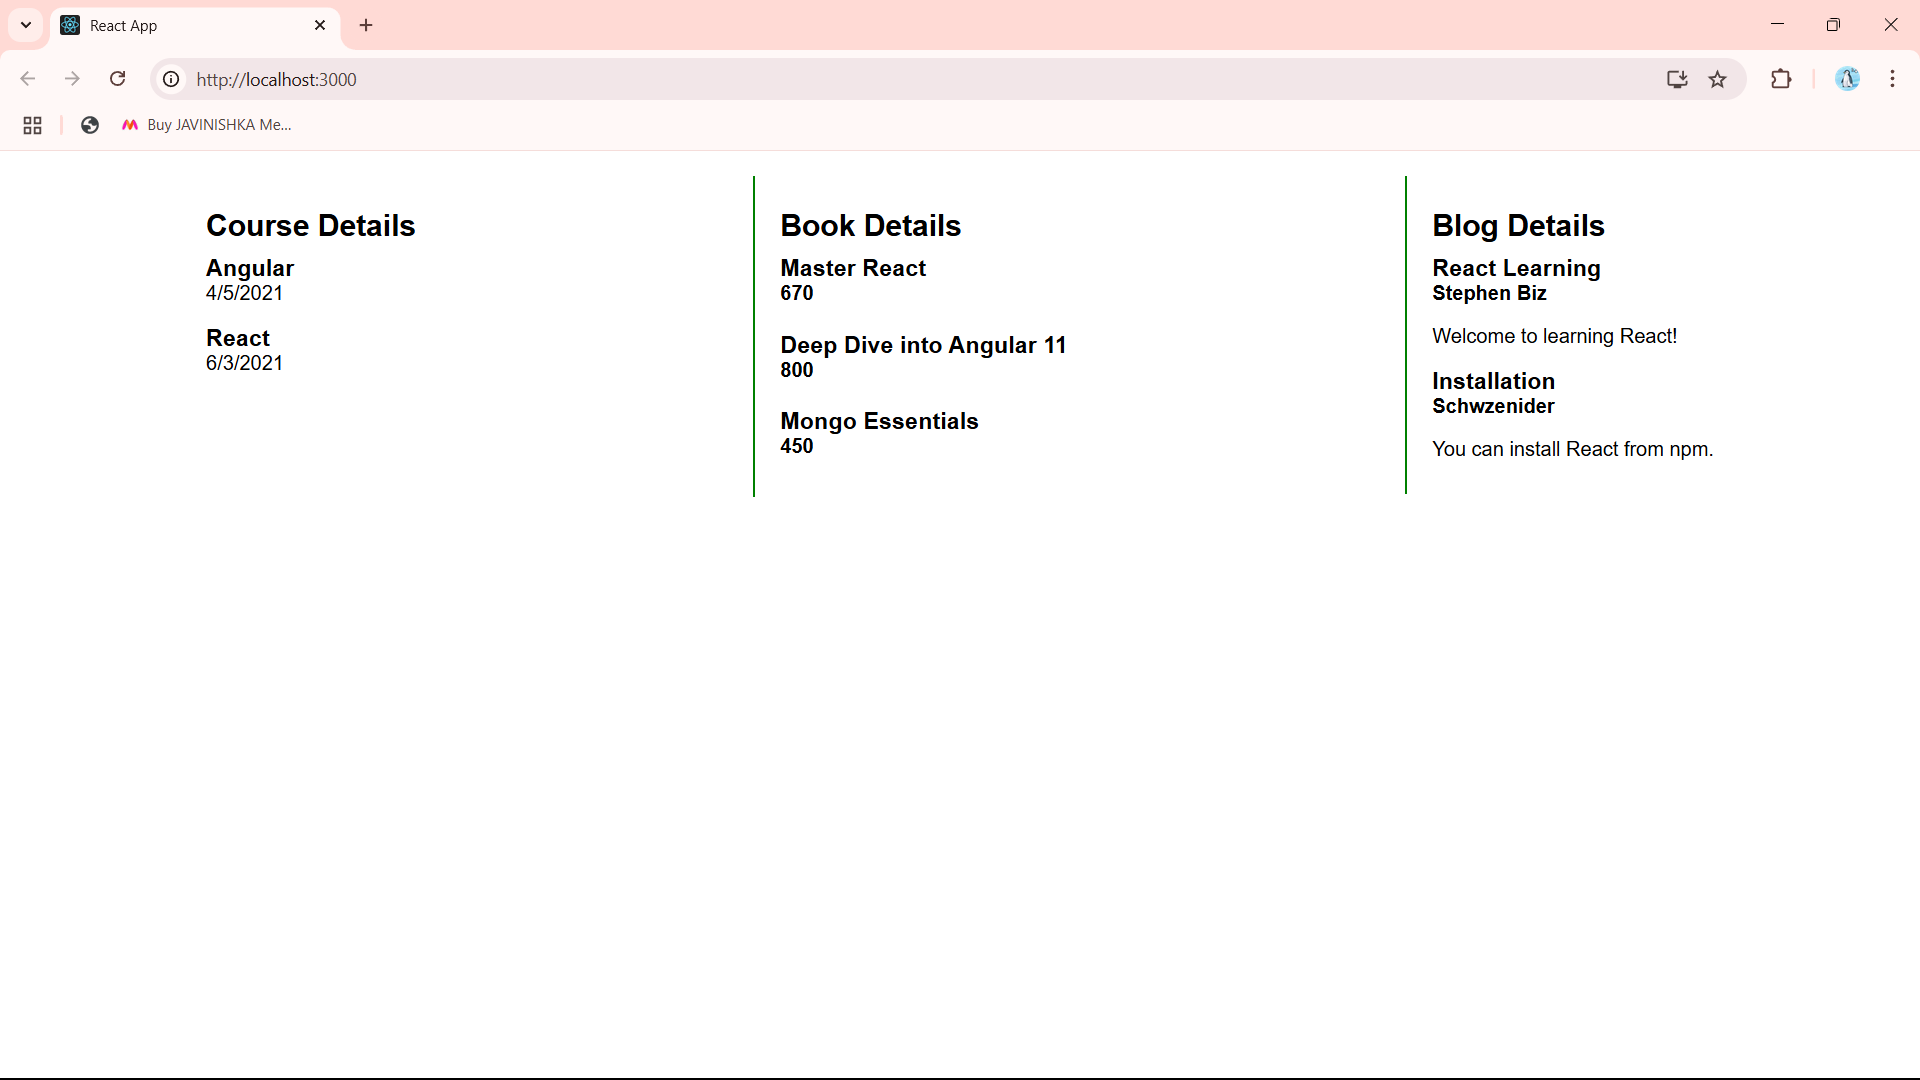 React App
http://localhost:3000
Buy JAVINISHKA Me...
Course Details
Angular
4/5/2021
React
6/3/2021
Book Details
Master React
670
Deep Dive into Angular 11
800
Mongo Essentials
450
Blog Details
React Learning
Stephen Biz
Welcome to learning React!
Installation
Schwzenider
You can install React from npm.